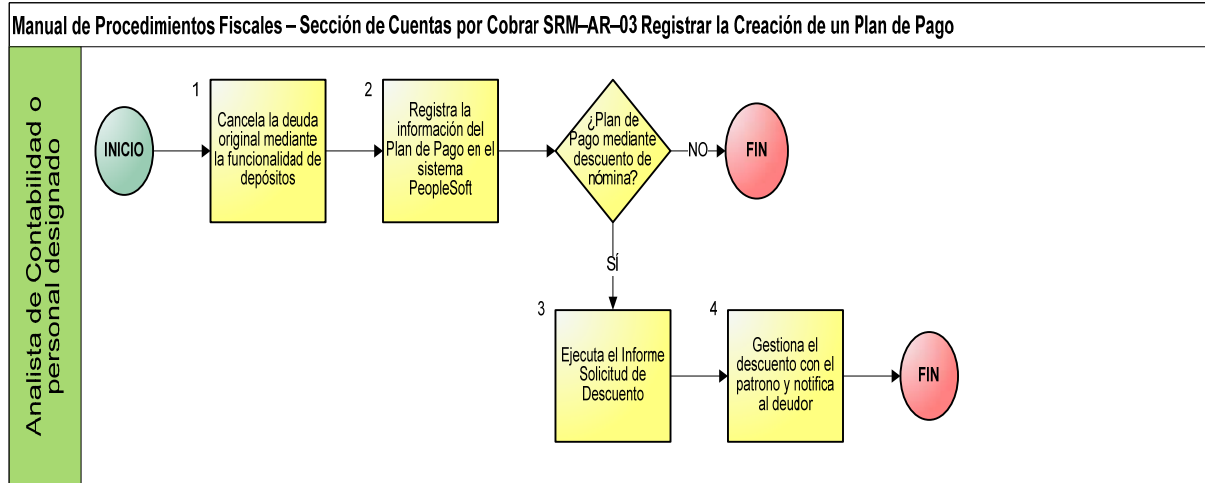 Manual de Procedimientos Fiscales – Sección de Cuentas por Cobrar SRM–AR–03 Registrar la Creación de un Plan de Pago
Analista de Contabilidad o
personal designado
INICIO
1
Cancela la deuda
original mediante
la funcionalidad de
depósitos
2
Registra la
información del
Plan de Pago en el
sistema
PeopleSoft
¿Plan de
Pago mediante
descuento de
nómina?
NO
FIN
SÍ
3
Ejecuta el Informe
Solicitud de
Descuento
4
Gestiona el
descuento con el
patrono y notifica
al deudor
FIN